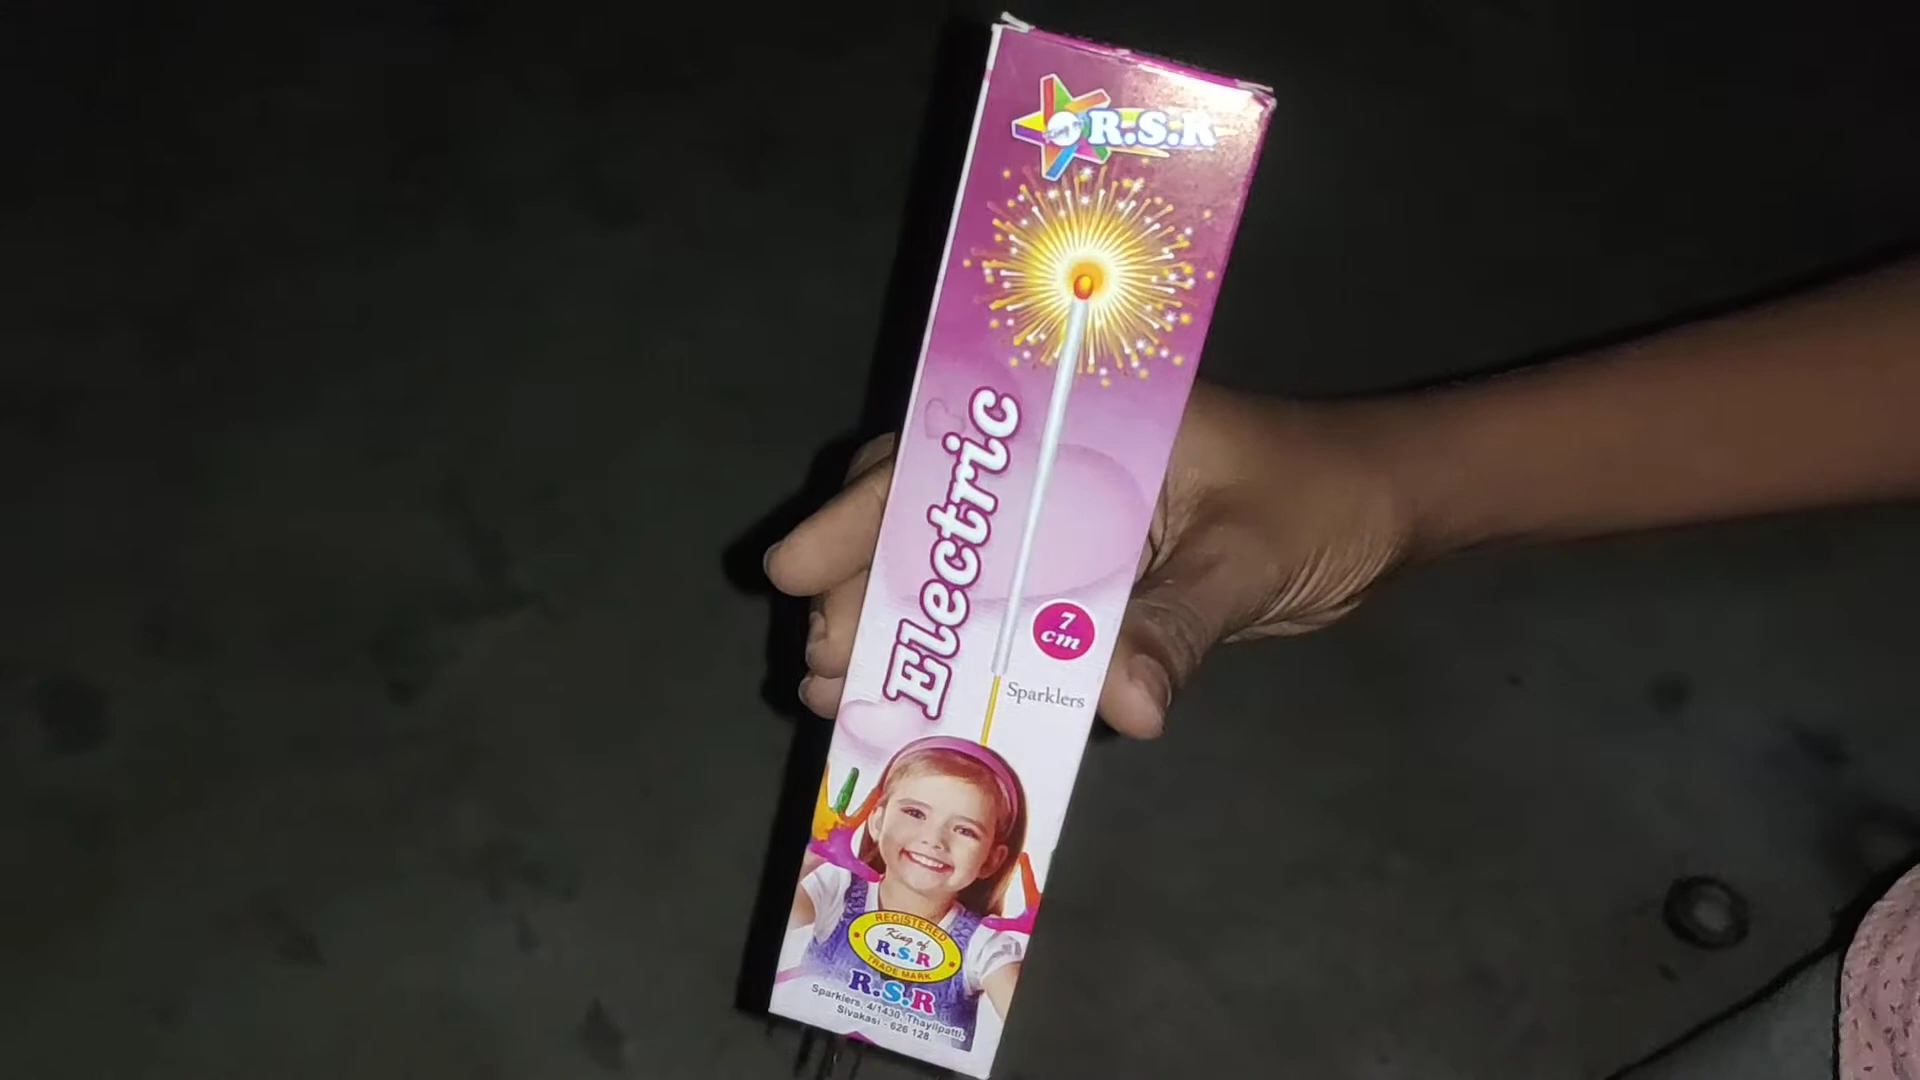 R.S.R
Electric
7
cm
Sparklers
REGISTERED
King of
R.S.R
TRADE MARK
R.S.R
Sparklers, 4/1430, Thayilpatti,
Sivakasi - 626 128.